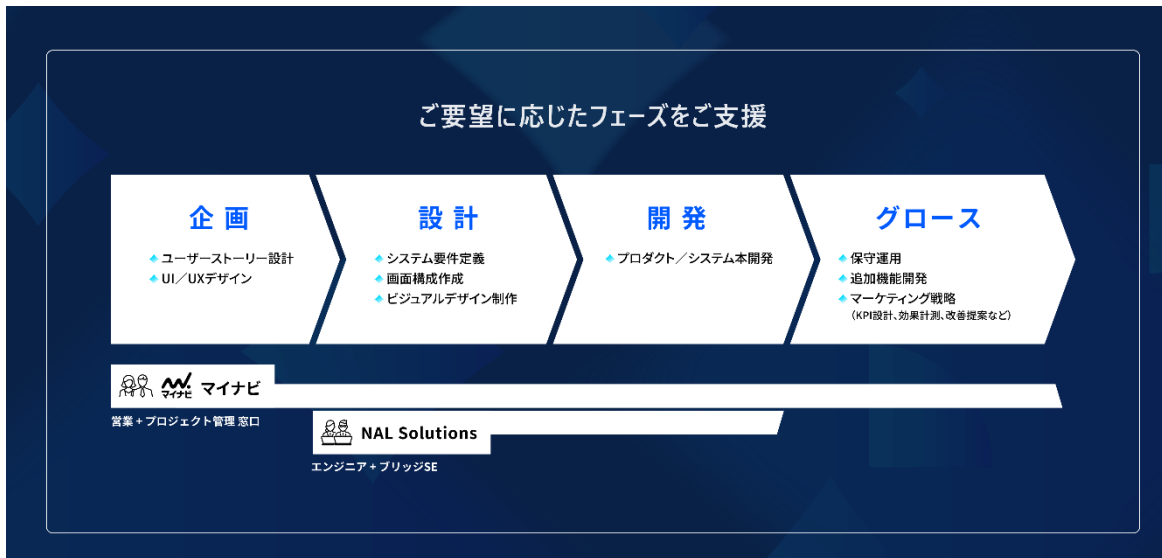 ご要望に応じたフェーズをご支援
企画
ユーザーストーリー設計
UI／UXデザイン
設計
システム要件定義
画面構成作成
ビジュアルデザイン制作
開発
プロダクト／システム本開発
グロース
保守運用
追加機能開発
マーケティング戦略
（KPI設計、効果計測、改善提案など）
マイナビ
マイナビ
営業+プロジェクト管理 窓口
NAL Solutions
エンジニア+ブリッジSE